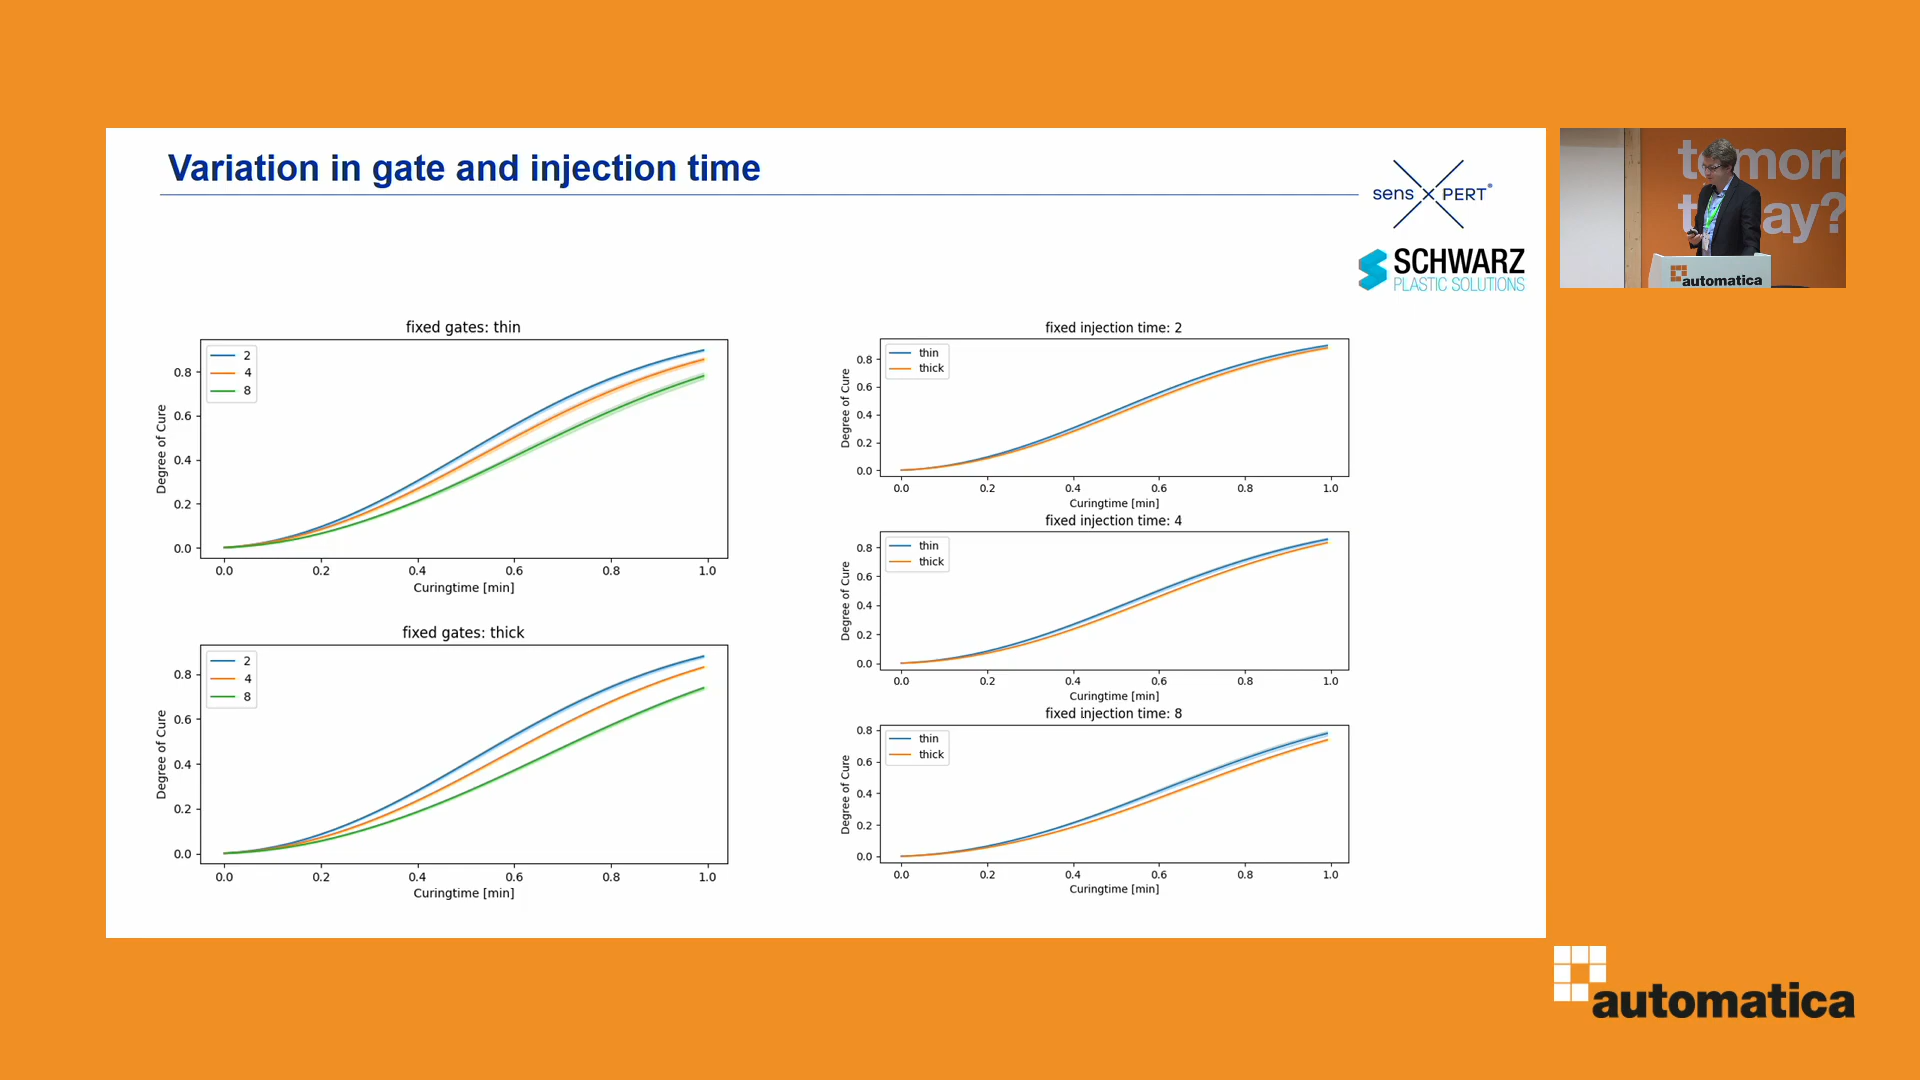 Variation in gate and injection time
sens PERT
SCHWARZ
PLASTIC SOLUTIONS
fixed gates: thin
2
4
8
Degree of Cure
0.8
0.6
0.4
0.2
0.0
0.0 0.2 0.4 0.6 0.8 1.0
Curingtime [min]
fixed gates: thick
2
4
8
Degree of Cure
0.8
0.6
0.4
0.2
0.0
0.0 0.2 0.4 0.6 0.8 1.0
Curingtime [min]
fixed injection time: 2
thin
thick
Degree of Cure
0.8
0.6
0.4
0.2
0.0
0.0 0.2 0.4 0.6 0.8 1.0
Curingtime [min]
fixed injection time: 4
thin
thick
Degree of Cure
0.8
0.6
0.4
0.2
0.0
0.0 0.2 0.4 0.6 0.8 1.0
Curingtime [min]
fixed injection time: 8
thin
thick
Degree of Cure
0.8
0.6
0.4
0.2
0.0
0.0 0.2 0.4 0.6 0.8 1.0
Curingtime [min]
automatica
automatica